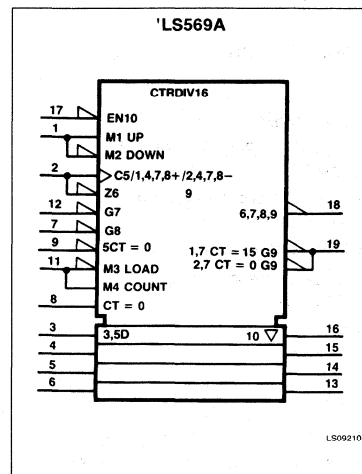 'LS569A
CTRDIV16
17 EN10
1 M1 UP
M2 DOWN
2 C5/1,4,7,8+/2,4,7,8−
Z6 9
12 G7 6,7,8,9 18
7 G8
9 5CT = 0 1,7 CT = 15 G9 19
11 M3 LOAD 2,7 CT = 0 G9
M4 COUNT
8 CT = 0
3 3,5D 10 ▽ 16
4 15
5 14
6 13
LS09210